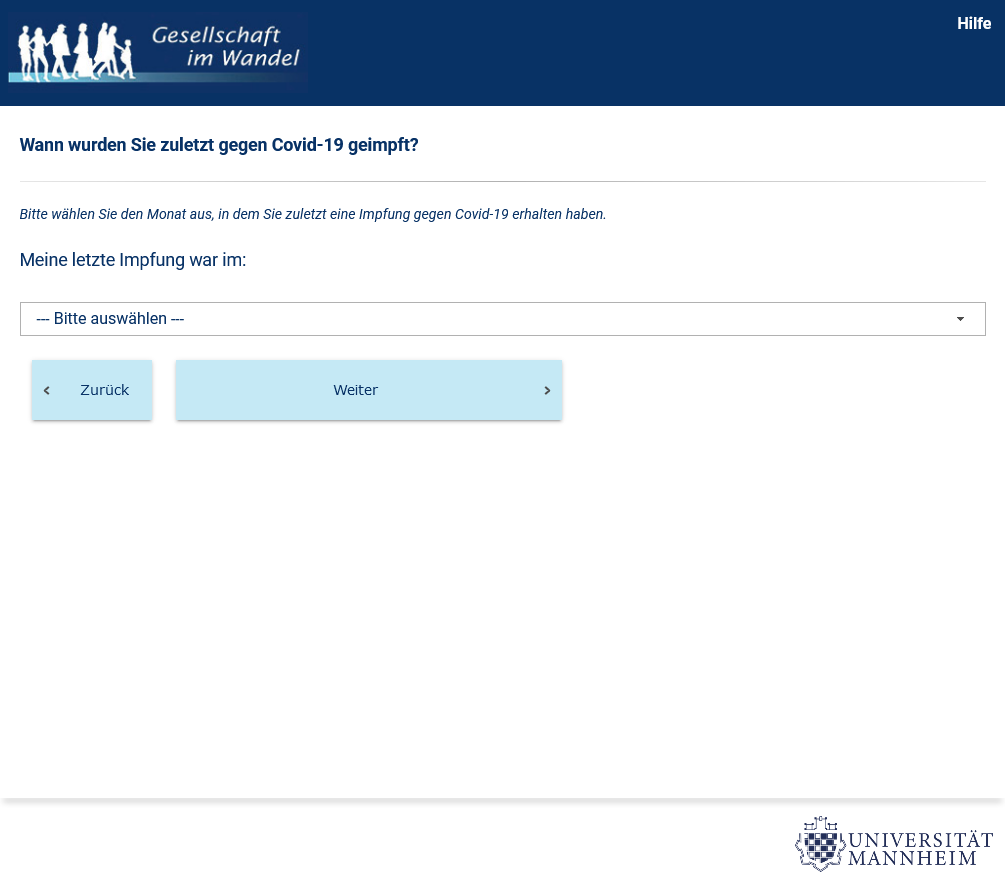 Gesellschaft
im Wandel
Hilfe
Wann wurden Sie zuletzt gegen Covid-19 geimpft?
Bitte wählen Sie den Monat aus, in dem Sie zuletzt eine Impfung gegen Covid-19 erhalten haben.
Meine letzte Impfung war im:
--- Bitte auswählen ---
Zurück
Weiter
UNIVERSITÄT
MANNHEIM